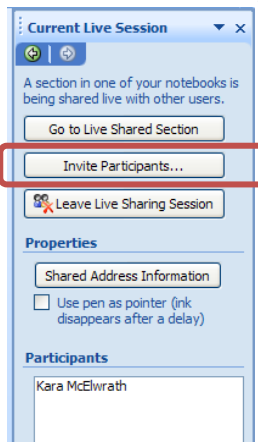 Current Live Session
A section in one of your notebooks is
being shared live with other users.
Go to Live Shared Section
Invite Participants...
Leave Live Sharing Session
Properties
Shared Address Information
Use pen as pointer (ink
disappears after a delay)
Participants
Kara McElwrath